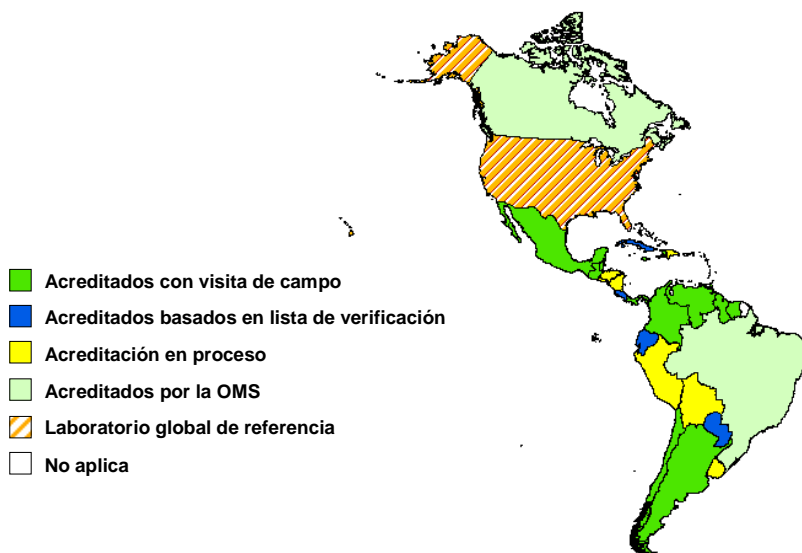 Acreditados con visita de campo
Acreditados basados en lista de verificación
Acreditación en proceso
Acreditados por la OMS
Laboratorio global de referencia
No aplica